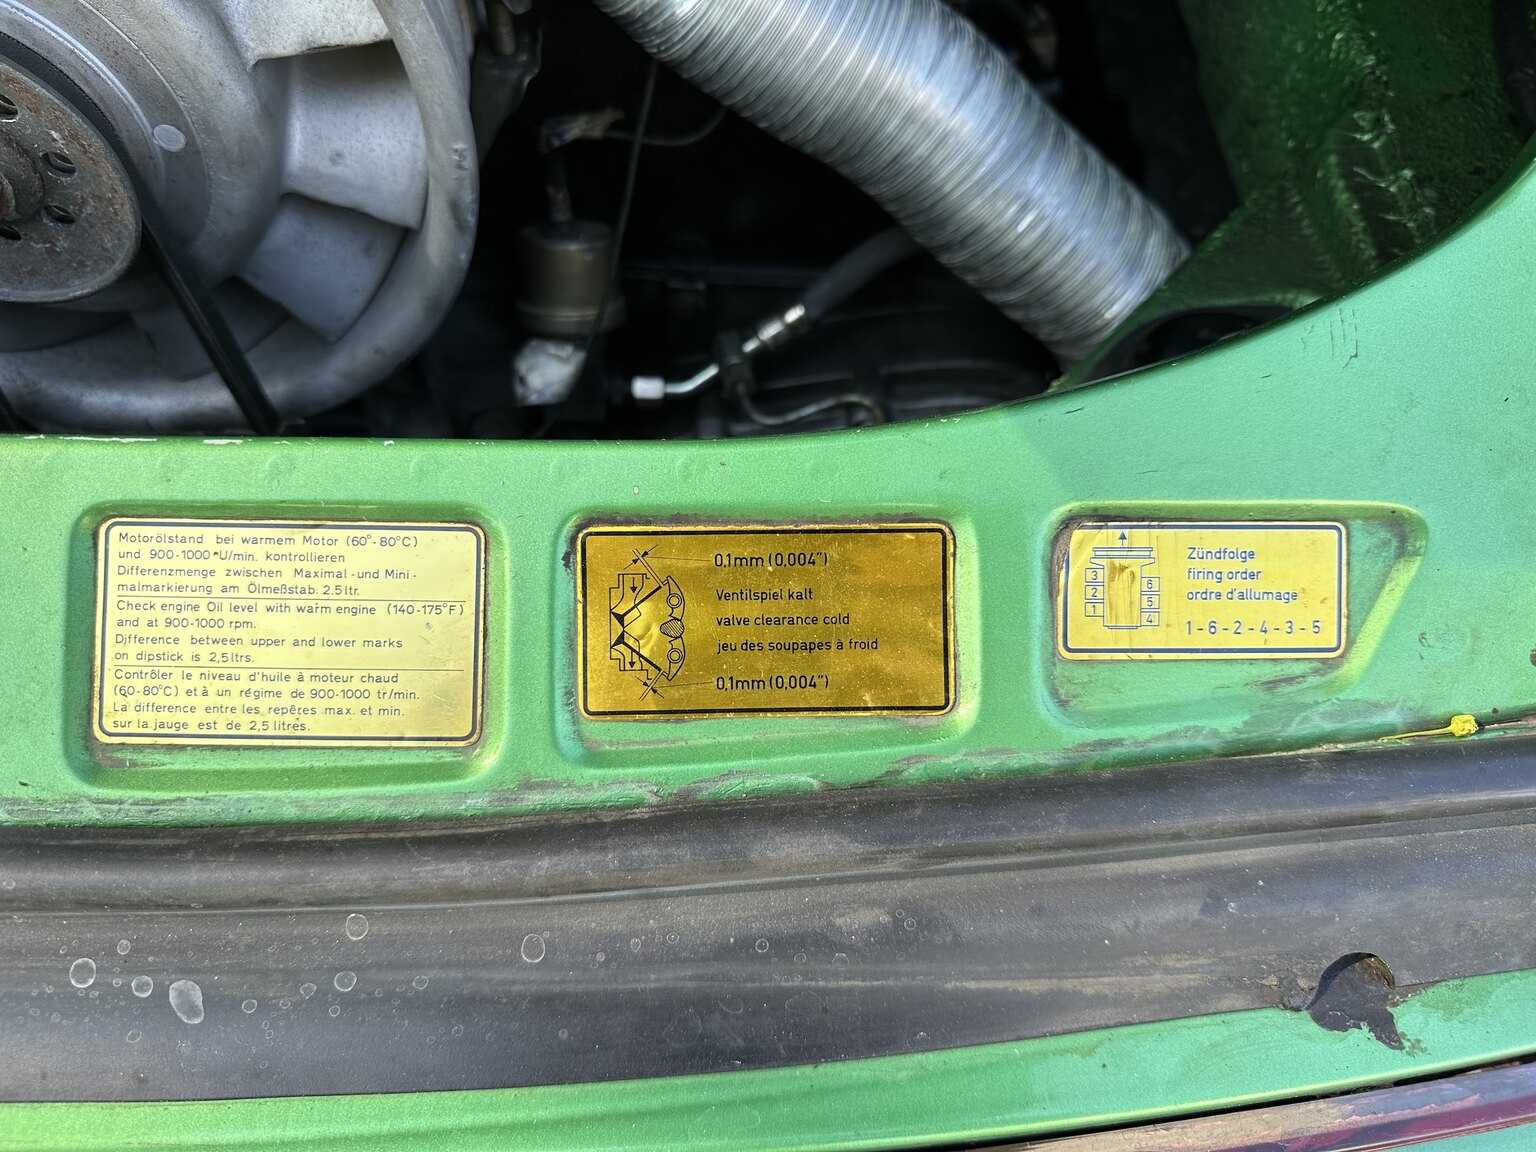 Motorölstand bei warmem Motor (60°-80°C)
und 900-1000 U/min. kontrollieren
Differenzmenge zwischen Maximal-und Mini-
malmarkierung am Ölmeßstab: 2.5ltr.
Check engine Oil level with warm engine (140-175°F)
and at 900-1000 rpm.
Difference between upper and lower marks
on dipstick is 2,5ltrs.
Contrôler le niveau d'huile à moteur chaud
(60-80°C) et à un régime de 900-1000 tr/min.
La difference entre les repêres max. et min.
sur la jauge est de 2,5 litres.
0,1mm (0,004")
Ventilspiel kalt
valve clearance cold
jeu des soupapes à froid
0,1mm (0,004")
Zündfolge
firing order
ordre d'allumage
1-6-2-4-3-5
3
2
1
6
5
4